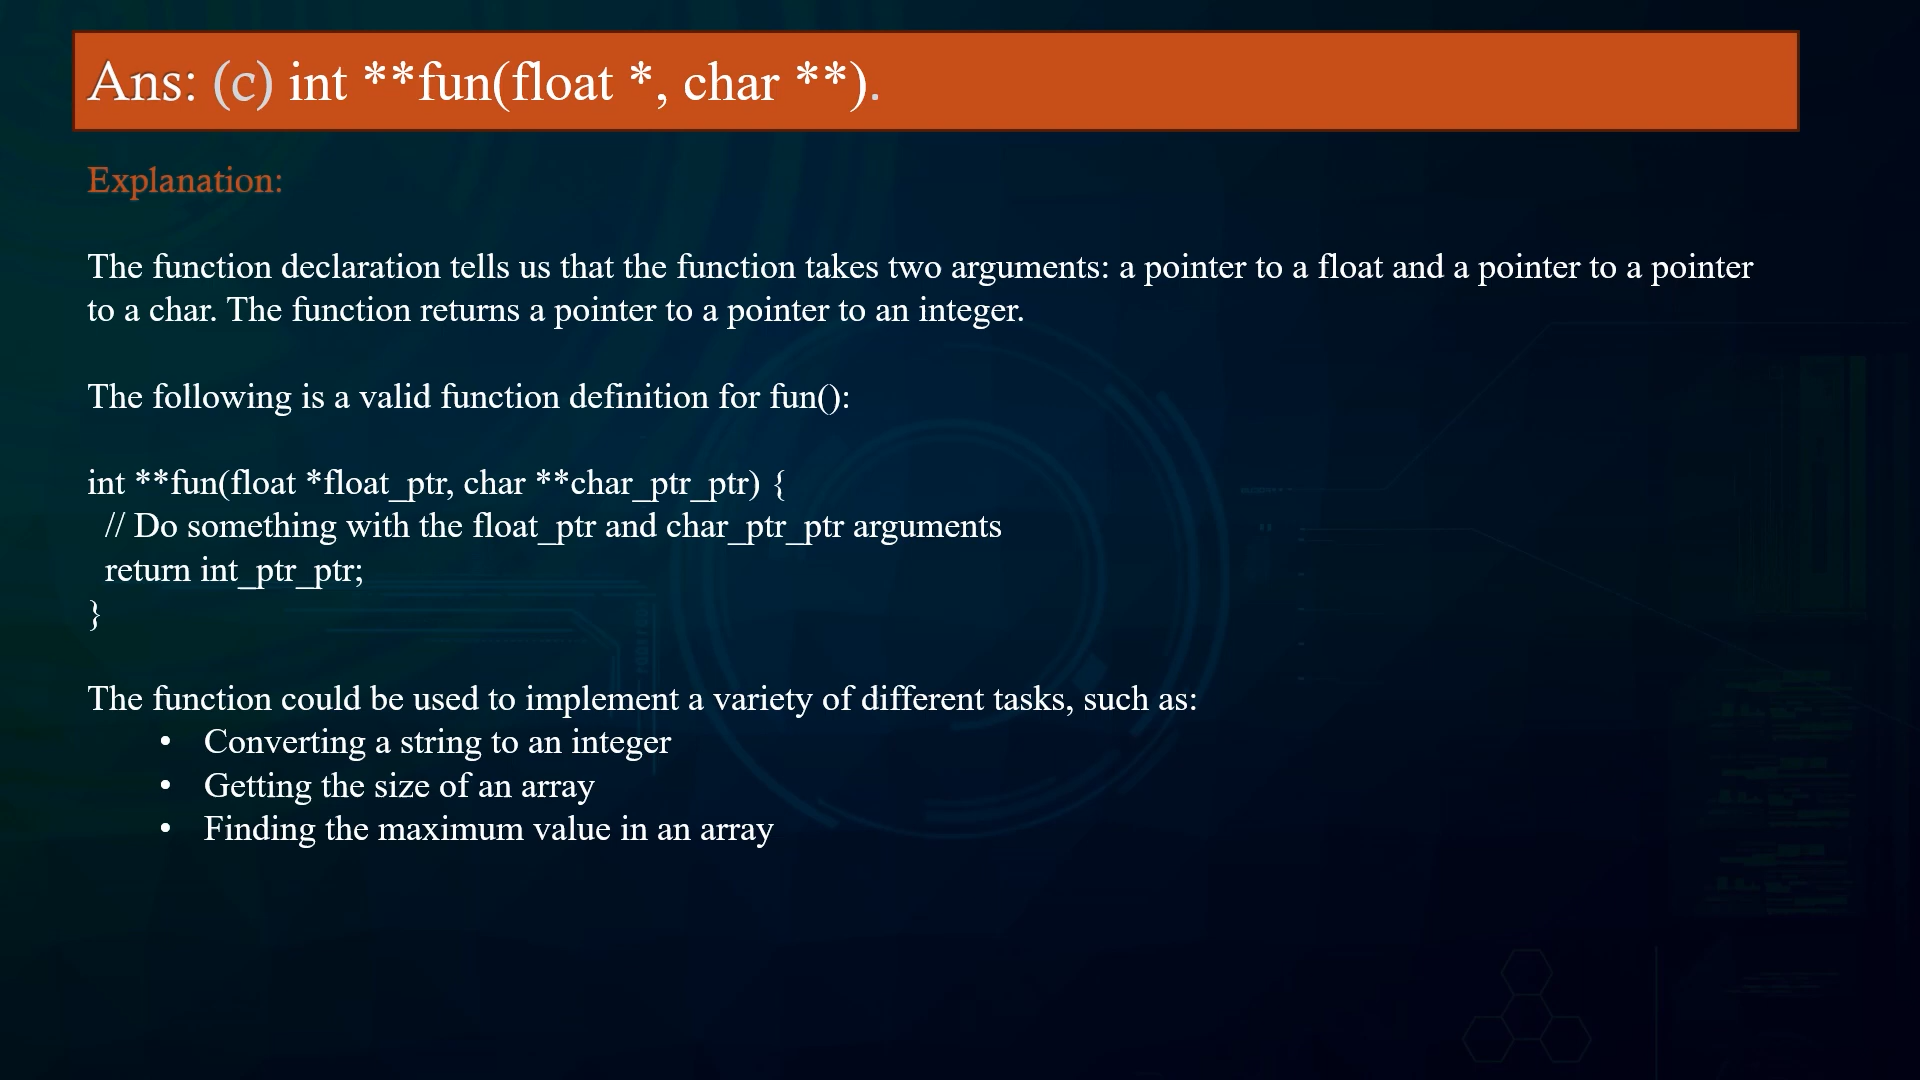 Ans: (c) int **fun(float *, char **).
Explanation:
The function declaration tells us that the function takes two arguments: a pointer to a float and a pointer to a pointer
to a char. The function returns a pointer to a pointer to an integer.
The following is a valid function definition for fun():
int **fun(float *float_ptr, char **char_ptr_ptr) {
// Do something with the float_ptr and char_ptr_ptr arguments
return int_ptr_ptr;
}
The function could be used to implement a variety of different tasks, such as:
• Converting a string to an integer
• Getting the size of an array
• Finding the maximum value in an array